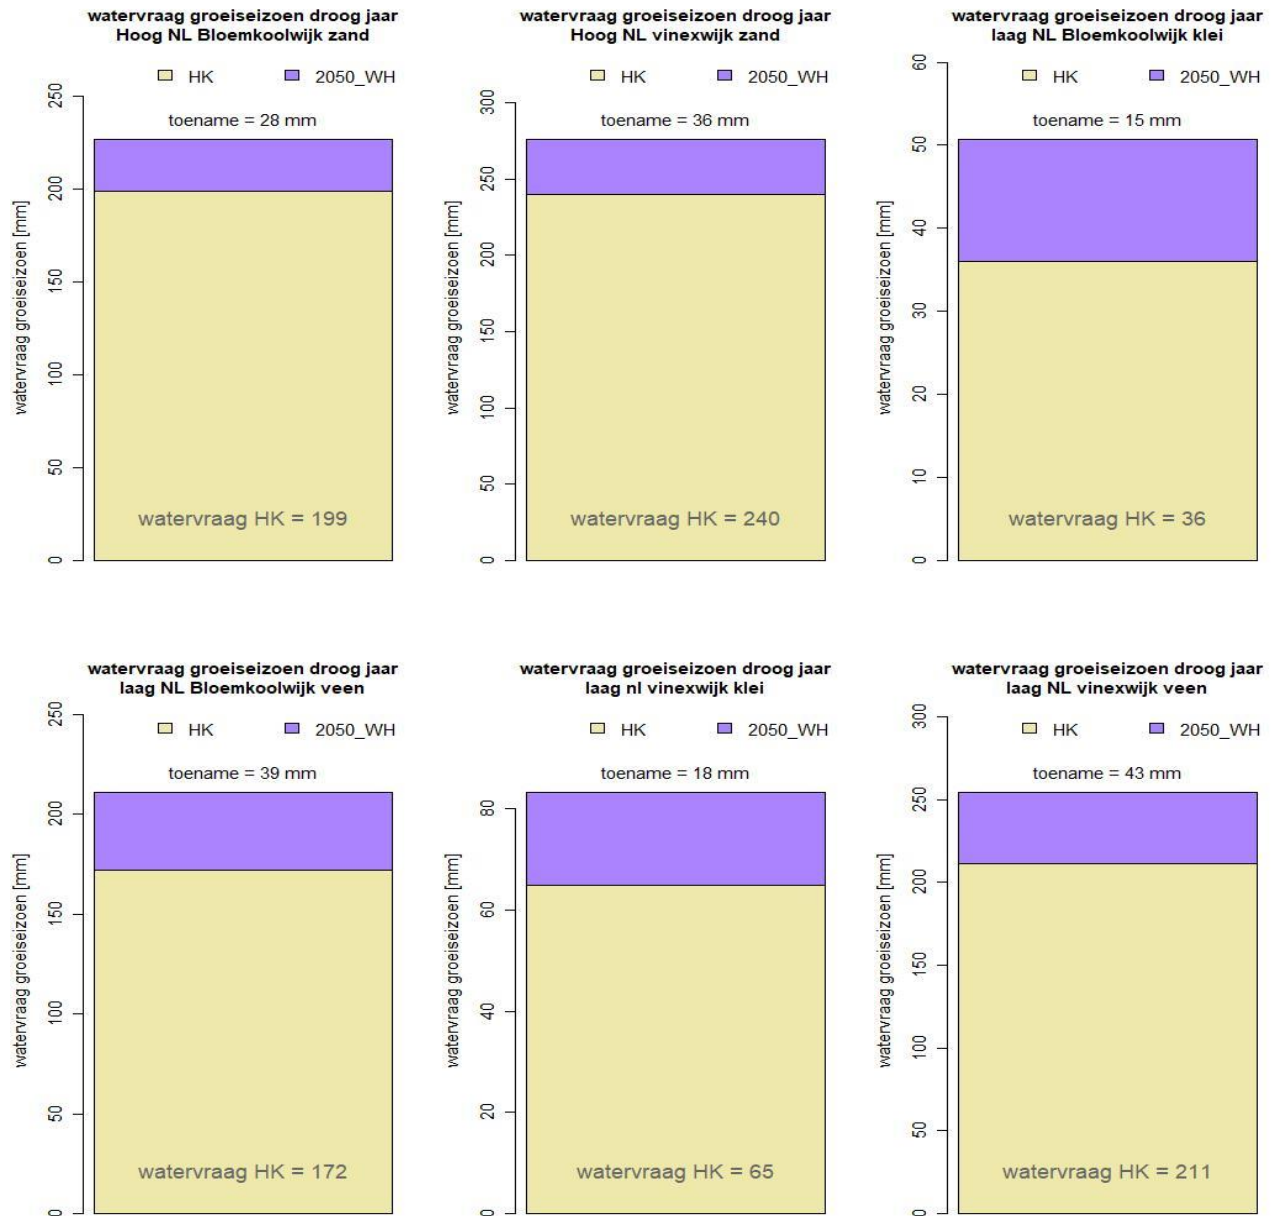 watervraag groeiseizoen droog jaar
Hoog NL Bloemkoolwijk zand
HK 2050_WH
toename = 28 mm
watervraag groeiseizoen [mm]
0 50 100 150 200 250
watervraag HK = 199
watervraag groeiseizoen droog jaar
Hoog NL vinexwijk zand
HK 2050_WH
toename = 36 mm
watervraag groeiseizoen [mm]
0 50 100 150 200 250 300
watervraag HK = 240
watervraag groeiseizoen droog jaar
laag NL Bloemkoolwijk klei
HK 2050_WH
toename = 15 mm
watervraag groeiseizoen [mm]
0 10 20 30 40 50 60
watervraag HK = 36
watervraag groeiseizoen droog jaar
laag NL Bloemkoolwijk veen
HK 2050_WH
toename = 39 mm
watervraag groeiseizoen [mm]
0 50 100 150 200 250
watervraag HK = 172
watervraag groeiseizoen droog jaar
laag nl vinexwijk klei
HK 2050_WH
toename = 18 mm
watervraag groeiseizoen [mm]
0 20 40 60 80
watervraag HK = 65
watervraag groeiseizoen droog jaar
laag NL vinexwijk veen
HK 2050_WH
toename = 43 mm
watervraag groeiseizoen [mm]
0 50 100 150 200 250 300
watervraag HK = 211